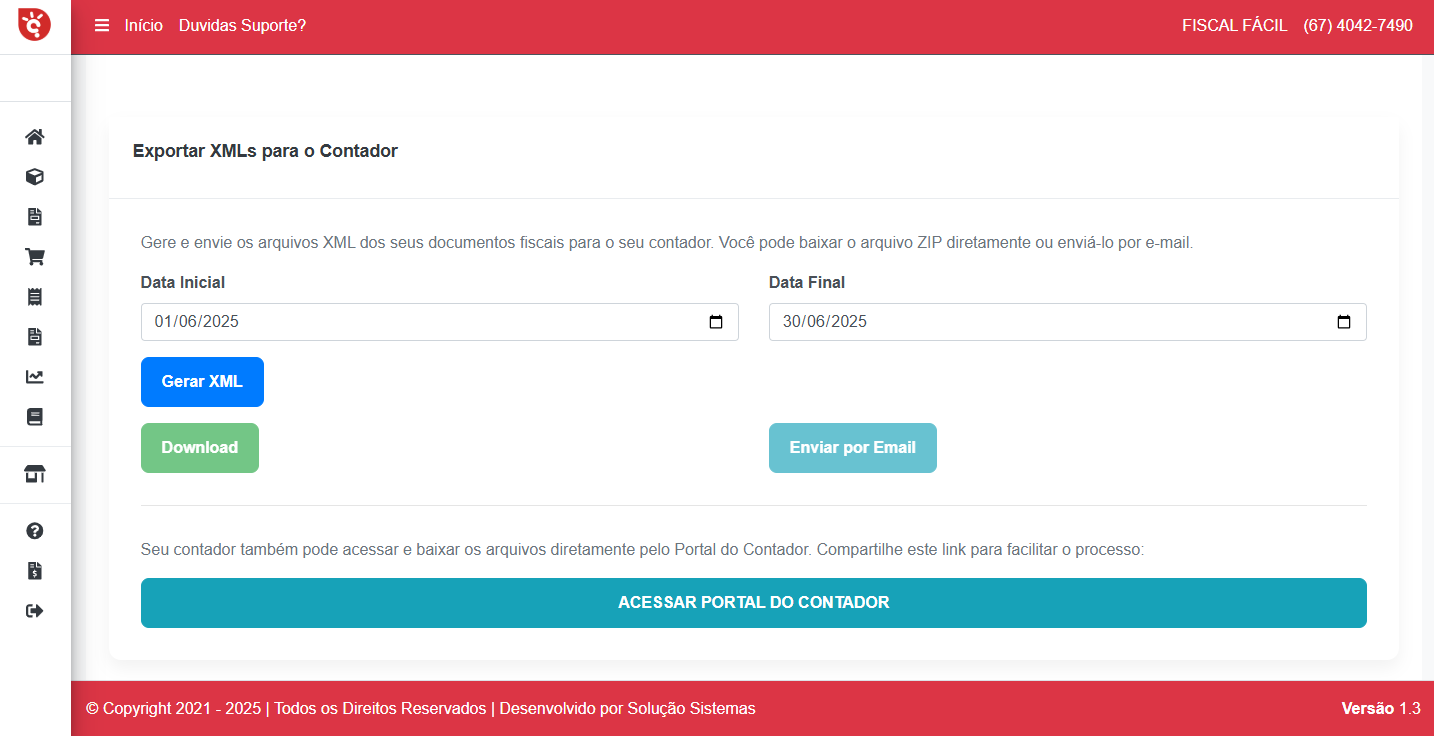 Início Duvidas Suporte? FISCAL FÁCIL (67) 4042-7490
Exportar XMLs para o Contador
Gere e envie os arquivos XML dos seus documentos fiscais para o seu contador. Você pode baixar o arquivo ZIP diretamente ou enviá-lo por e-mail.
Data Inicial Data Final
01/06/2025 30/06/2025
Gerar XML
Download Enviar por Email
Seu contador também pode acessar e baixar os arquivos diretamente pelo Portal do Contador. Compartilhe este link para facilitar o processo:
ACESSAR PORTAL DO CONTADOR
© Copyright 2021 - 2025 | Todos os Direitos Reservados | Desenvolvido por Solução Sistemas Versão 1.3